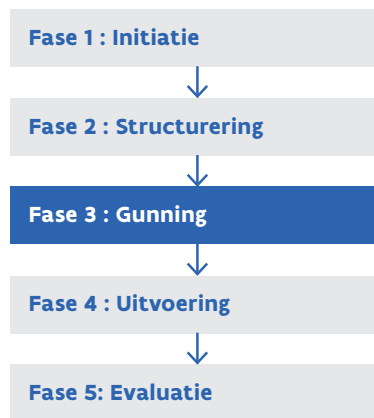 Fase 1 : Initiatie
Fase 2 : Structurering
Fase 3 : Gunning
Fase 4 : Uitvoering
Fase 5: Evaluatie